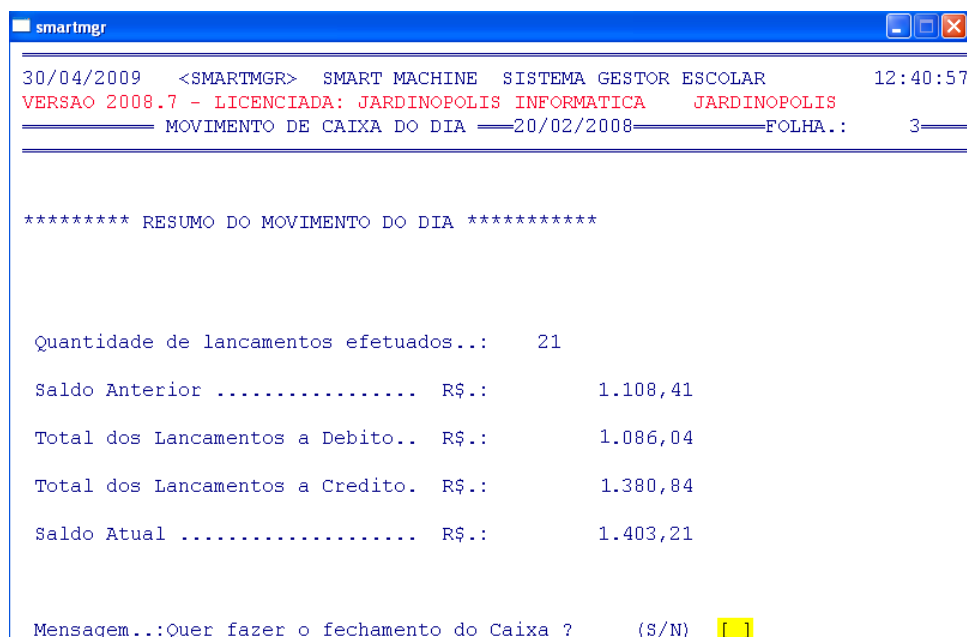 smartmgr
30/04/2009 <SMARTMGR> SMART MACHINE SISTEMA GESTOR ESCOLAR 12:40:57
VERSAO 2008.7 - LICENCIADA: JARDINOPOLIS INFORMATICA JARDINOPOLIS
MOVIMENTO DE CAIXA DO DIA 20/02/2008 FOLHA.: 3
********* RESUMO DO MOVIMENTO DO DIA ***********
Quantidade de lancamentos efetuados..: 21
Saldo Anterior ................. R$.: 1.108,41
Total dos Lancamentos a Debito.. R$.: 1.086,04
Total dos Lancamentos a Credito. R$.: 1.380,84
Saldo Atual .................... R$.: 1.403,21
Mensagem..:Quer fazer o fechamento do Caixa ? (S/N) [ ]